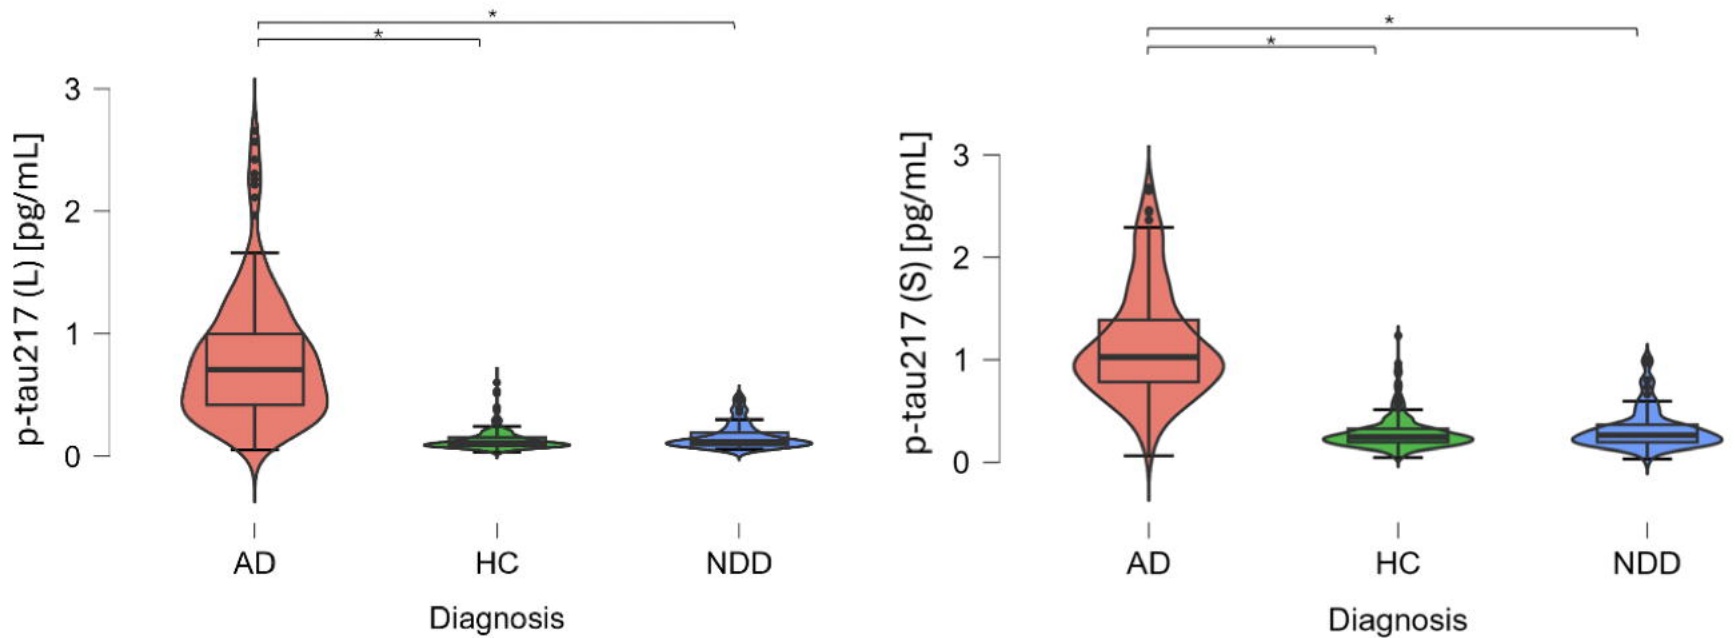 *
*
p-tau217 (L) [pg/mL]
3
2
1
0
AD
HC
NDD
Diagnosis
*
*
p-tau217 (S) [pg/mL]
3
2
1
0
AD
HC
NDD
Diagnosis